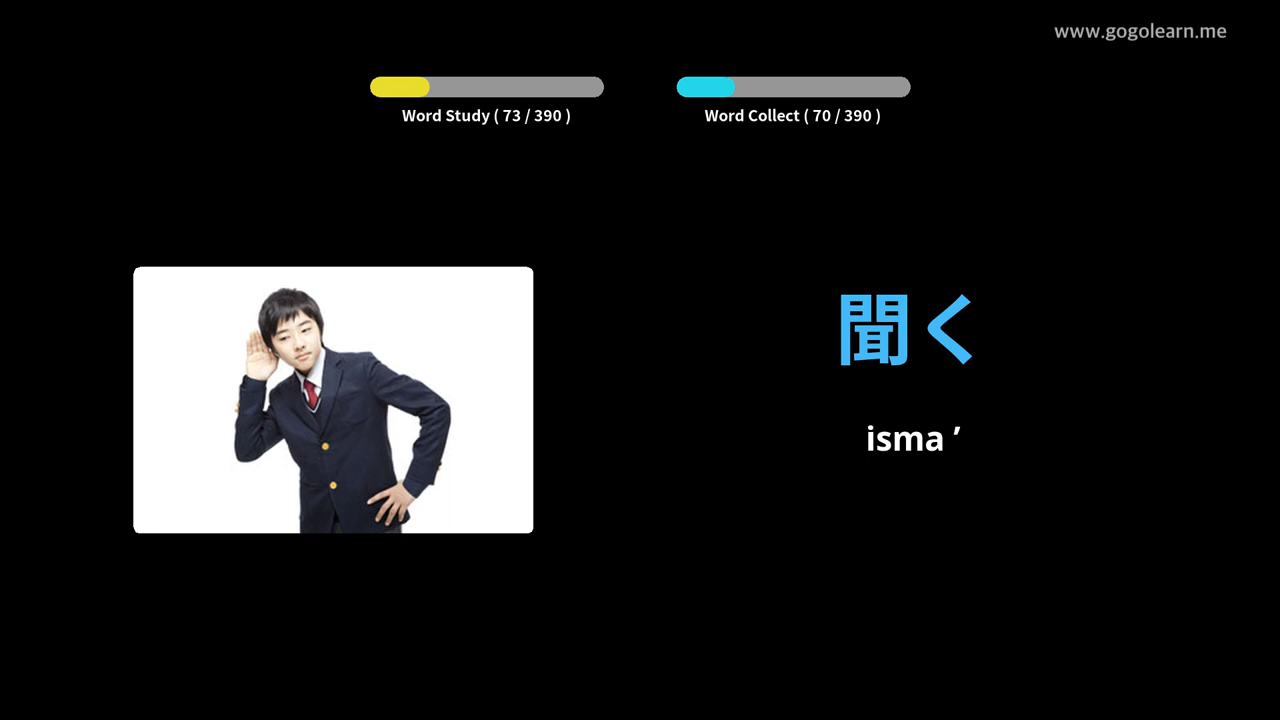 www.gogolearn.me
Word Study ( 73 / 390 )
Word Collect ( 70 / 390 )
聞く
isma ’